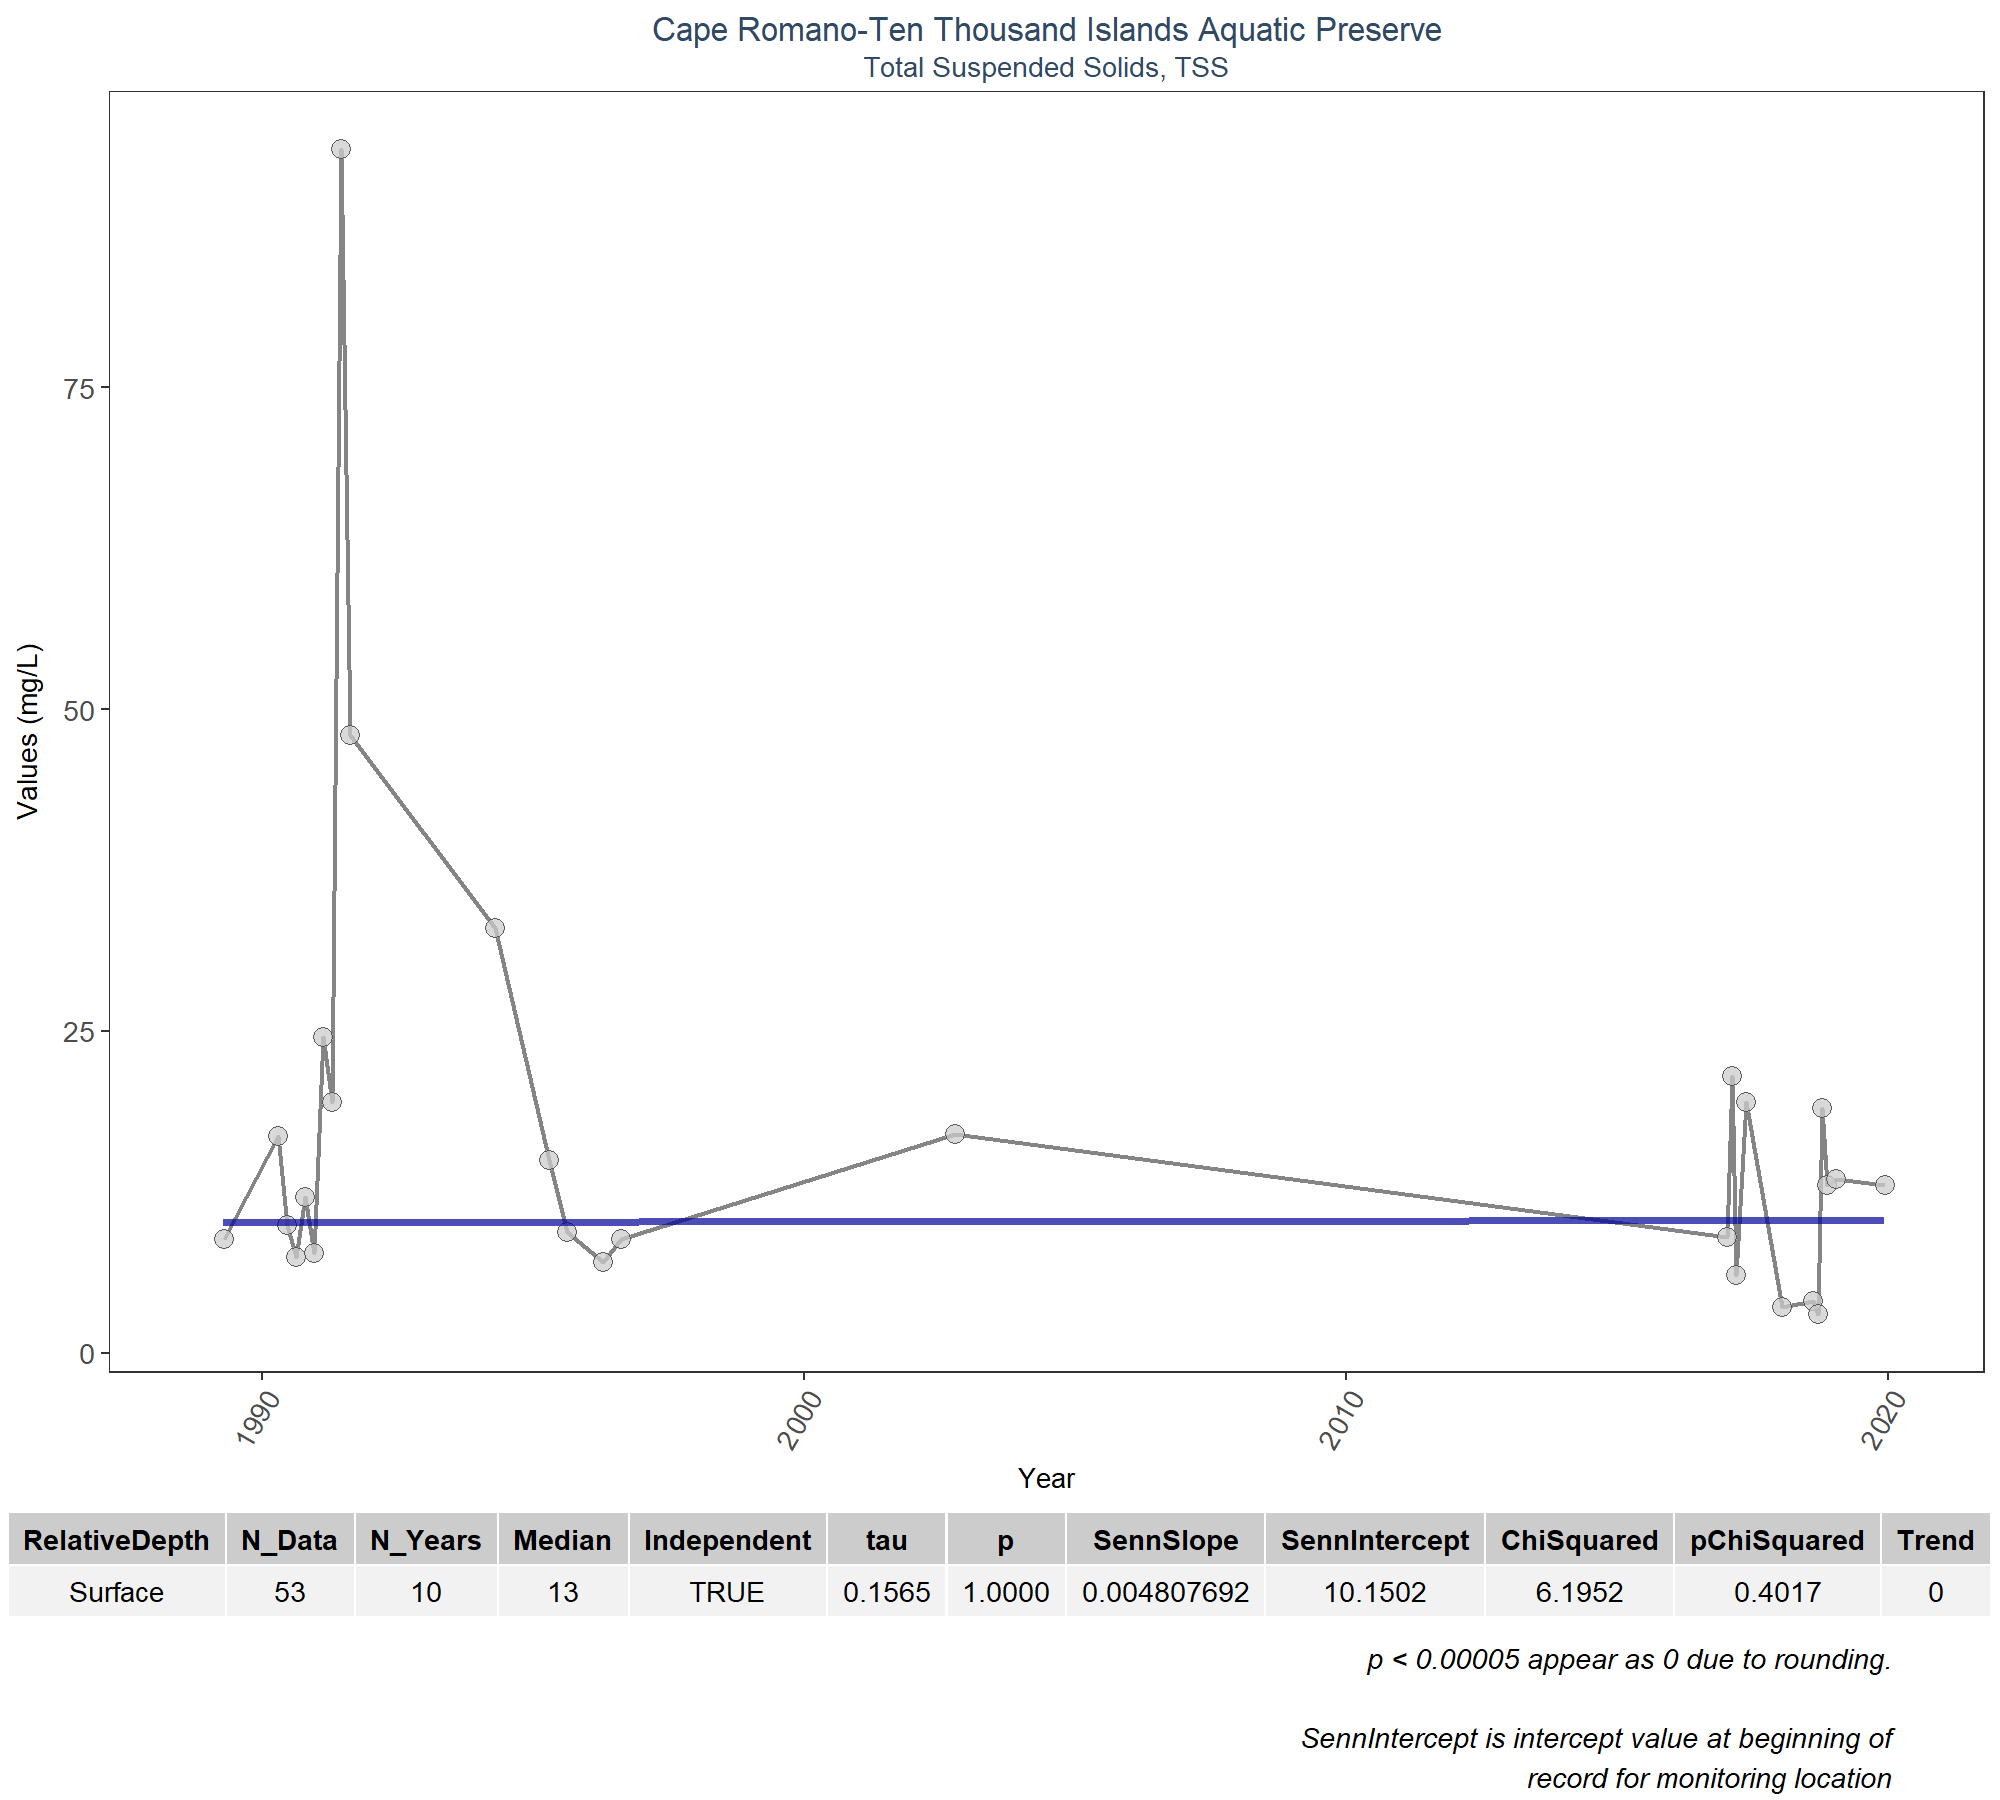 Cape Romano-Ten Thousand Islands Aquatic Preserve
Total Suspended Solids, TSS
Values (mg/L)
75
50
25
0
1990
2000
2010
2020
Year
RelativeDepth N_Data N_Years Median Independent tau p SennSlope SennIntercept ChiSquared pChiSquared Trend
Surface 53 10 13 TRUE 0.1565 1.0000 0.004807692 10.1502 6.1952 0.4017 0
p < 0.00005 appear as 0 due to rounding.
SennIntercept is intercept value at beginning of
record for monitoring location